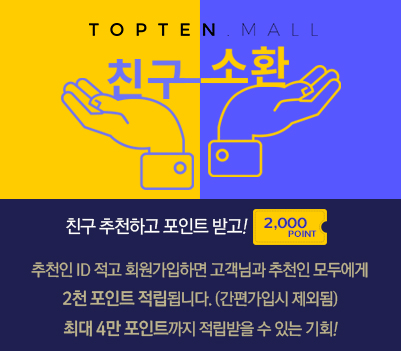 TOPTEN.MALL
친구 소환
친구 추천하고 포인트 받고!
2,000
POINT
추천인 ID 적고 회원가입하면 고객님과 추천인 모두에게
2천 포인트 적립됩니다. (간편가입시 제외됨)
최대 4만 포인트까지 적립받을 수 있는 기회!